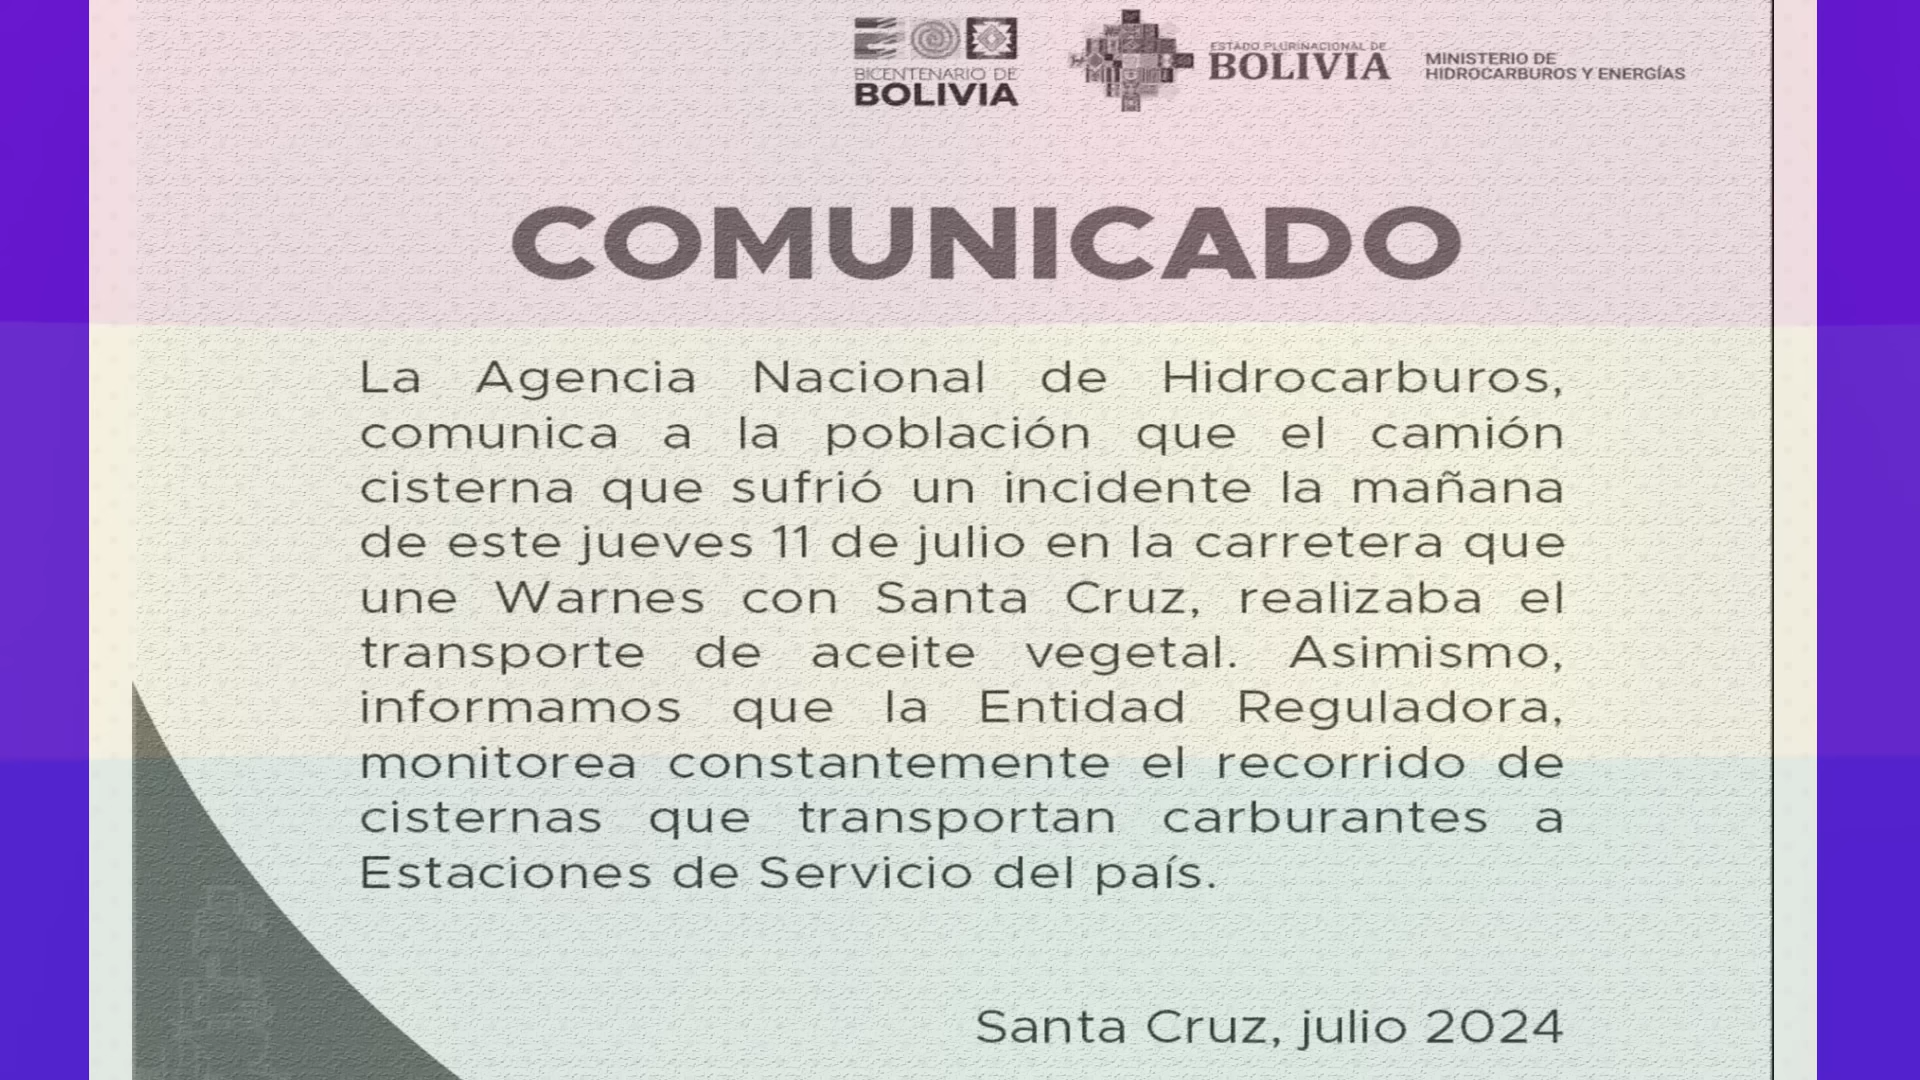 BICENTENARIO DE
BOLIVIA
ESTADO PLURINACIONAL DE
BOLIVIA
MINISTERIO DE
HIDROCARBUROS Y ENERGÍAS
COMUNICADO
La Agencia Nacional de Hidrocarburos,
comunica a la población que el camión
cisterna que sufrió un incidente la mañana
de este jueves 11 de julio en la carretera que
une Warnes con Santa Cruz, realizaba el
transporte de aceite vegetal. Asimismo,
informamos que la Entidad Reguladora,
monitorea constantemente el recorrido de
cisternas que transportan carburantes a
Estaciones de Servicio del país.
Santa Cruz, julio 2024